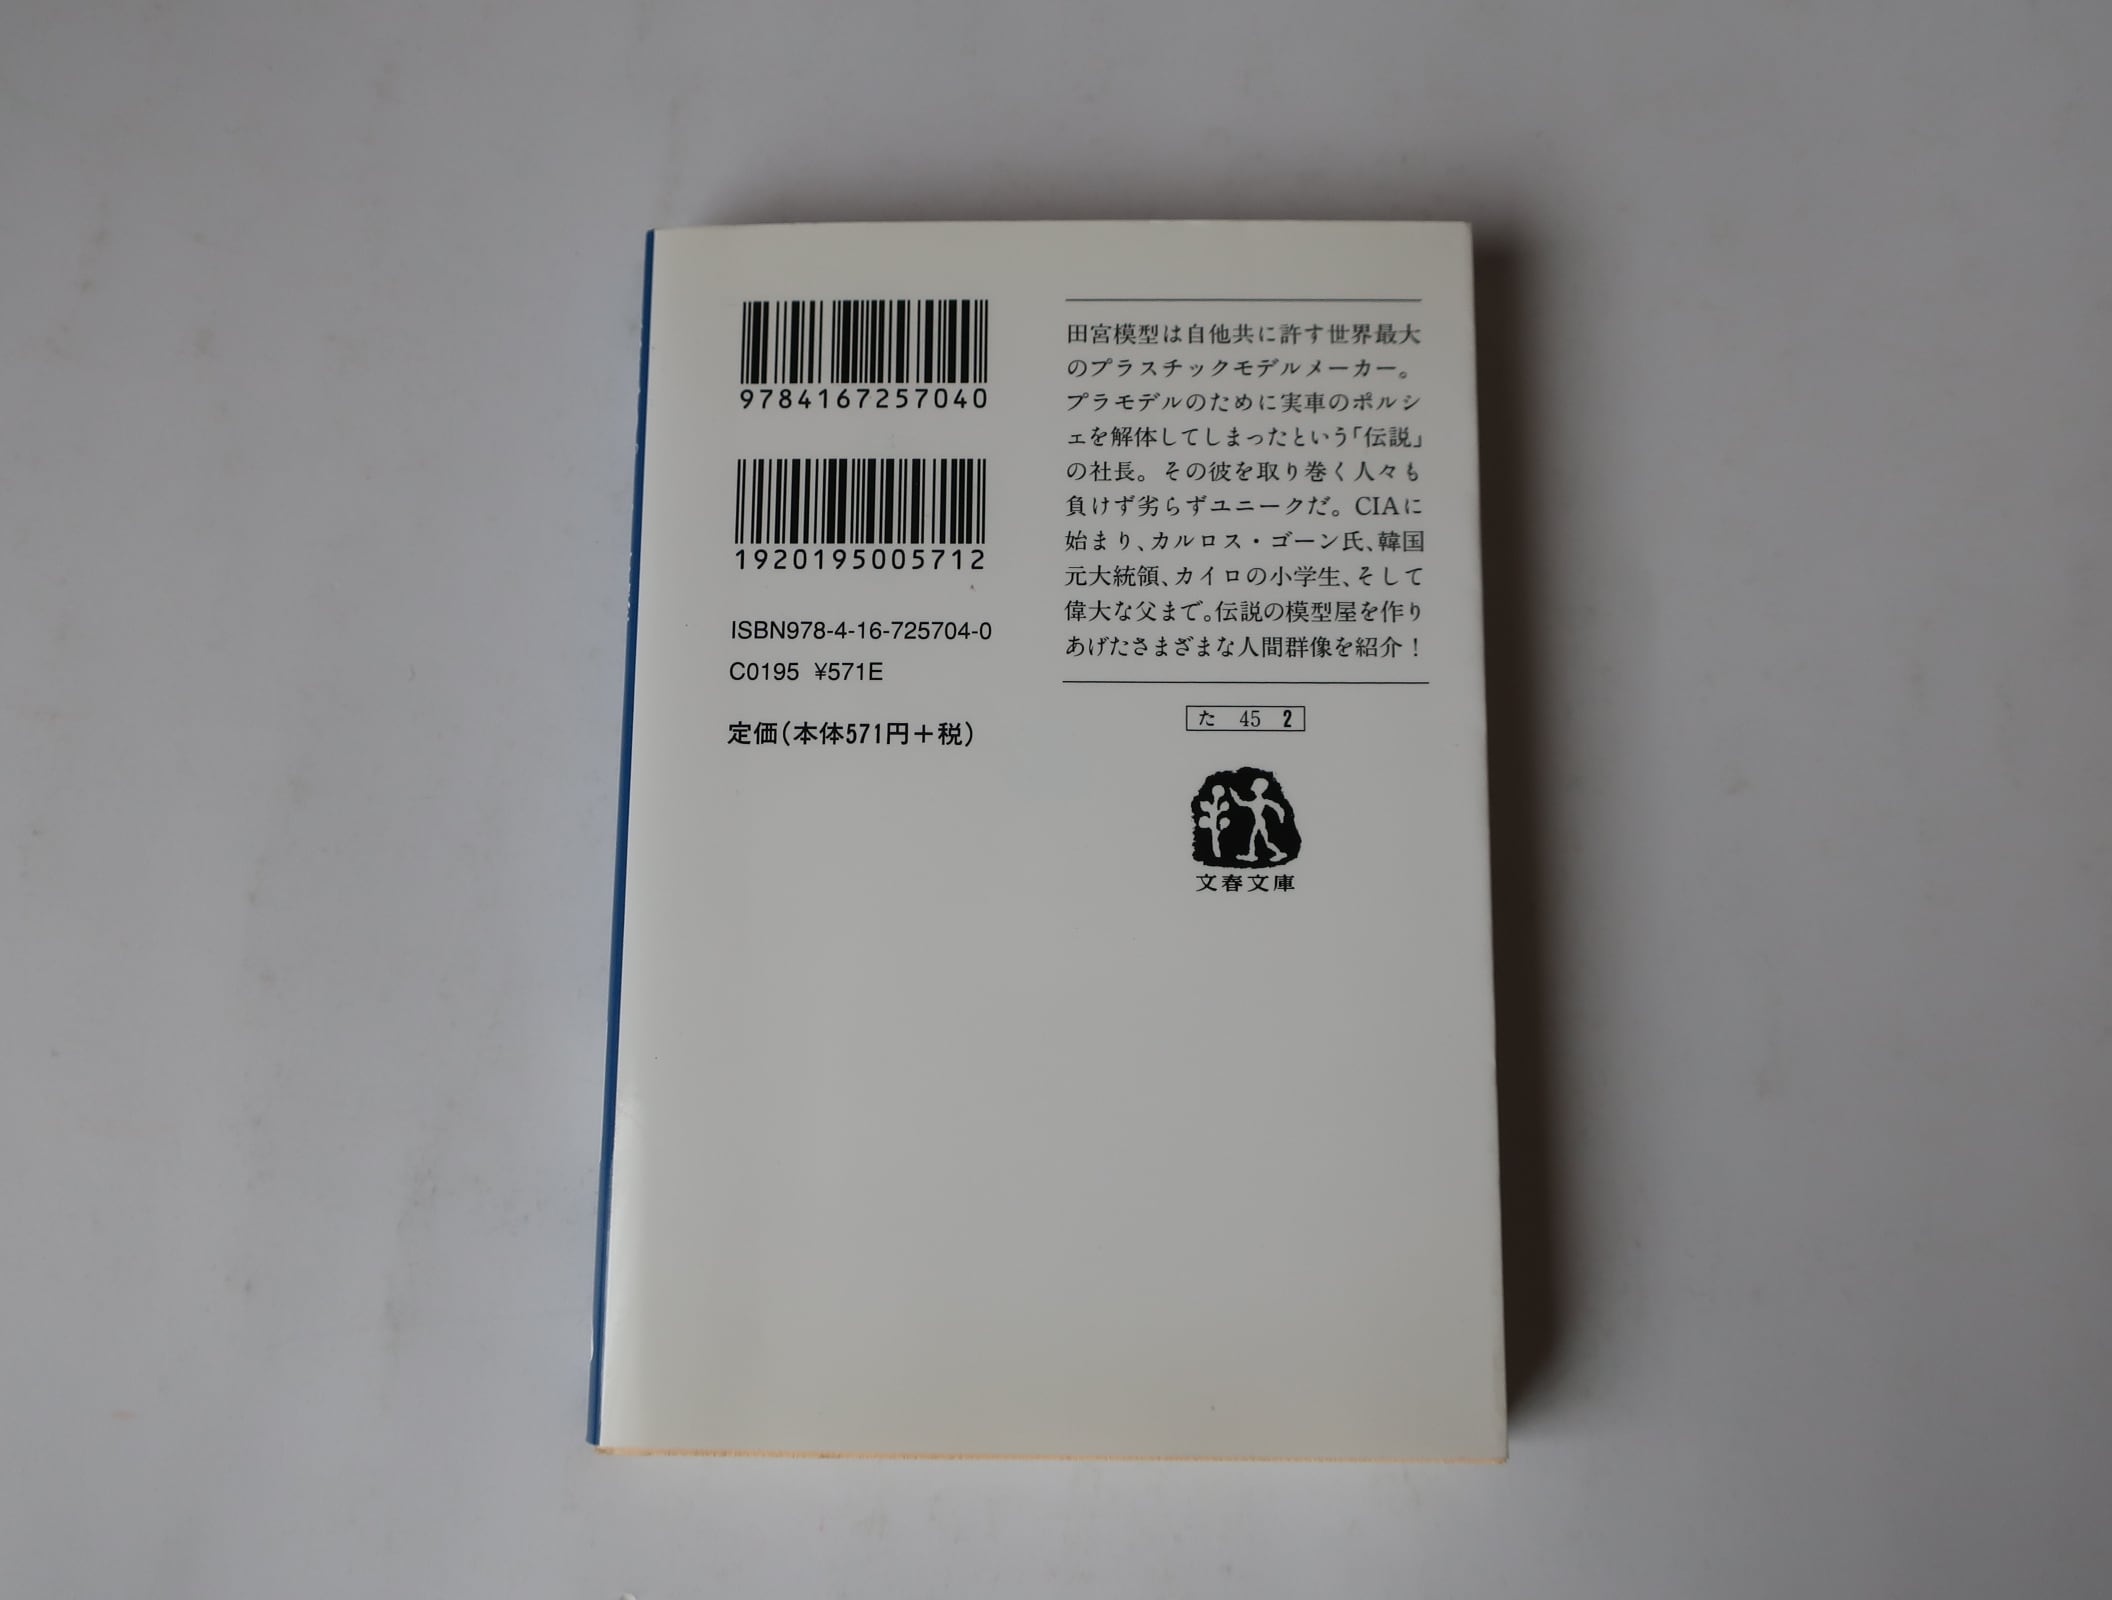 9784167257040
1920195005712
ISBN978-4-16-725704-0
C0195 ¥571E
定価(本体571円+税)
田宮模型は自他共に許す世界最大
のプラスチックモデルメーカー。
プラモデルのために実車のポルシ
ェを解体してしまったという「伝説」
の社長。その彼を取り巻く人々も
負けず劣らずユニークだ。CIAに
始まり、カルロス・ゴーン氏、韓国
元大統領、カイロの小学生、そして
偉大な父まで。伝説の模型屋を作り
あげたさまざまな人間群像を紹介！
た 45 2
文春文庫